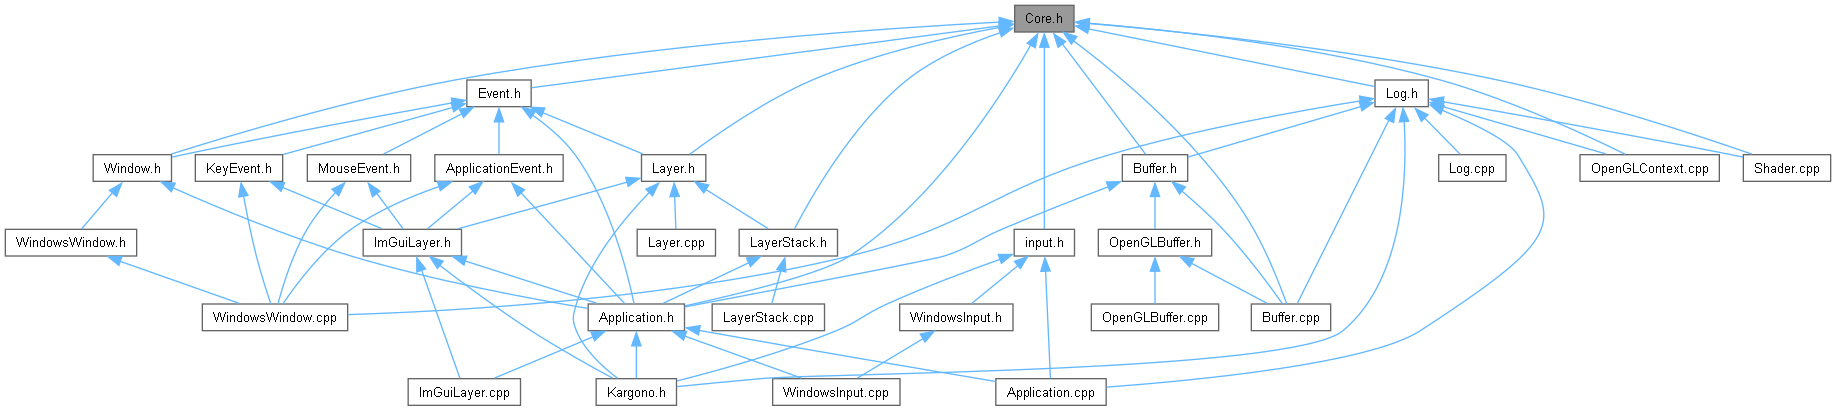 Core.h
Event.h
Log.h
Window.h
KeyEvent.h
MouseEvent.h
ApplicationEvent.h
Layer.h
Buffer.h
Log.cpp
OpenGLContext.cpp
Shader.cpp
WindowsWindow.h
ImGuiLayer.h
Layer.cpp
LayerStack.h
input.h
OpenGLBuffer.h
WindowsWindow.cpp
Application.h
LayerStack.cpp
WindowsInput.h
OpenGLBuffer.cpp
Buffer.cpp
ImGuiLayer.cpp
Kargono.h
WindowsInput.cpp
Application.cpp